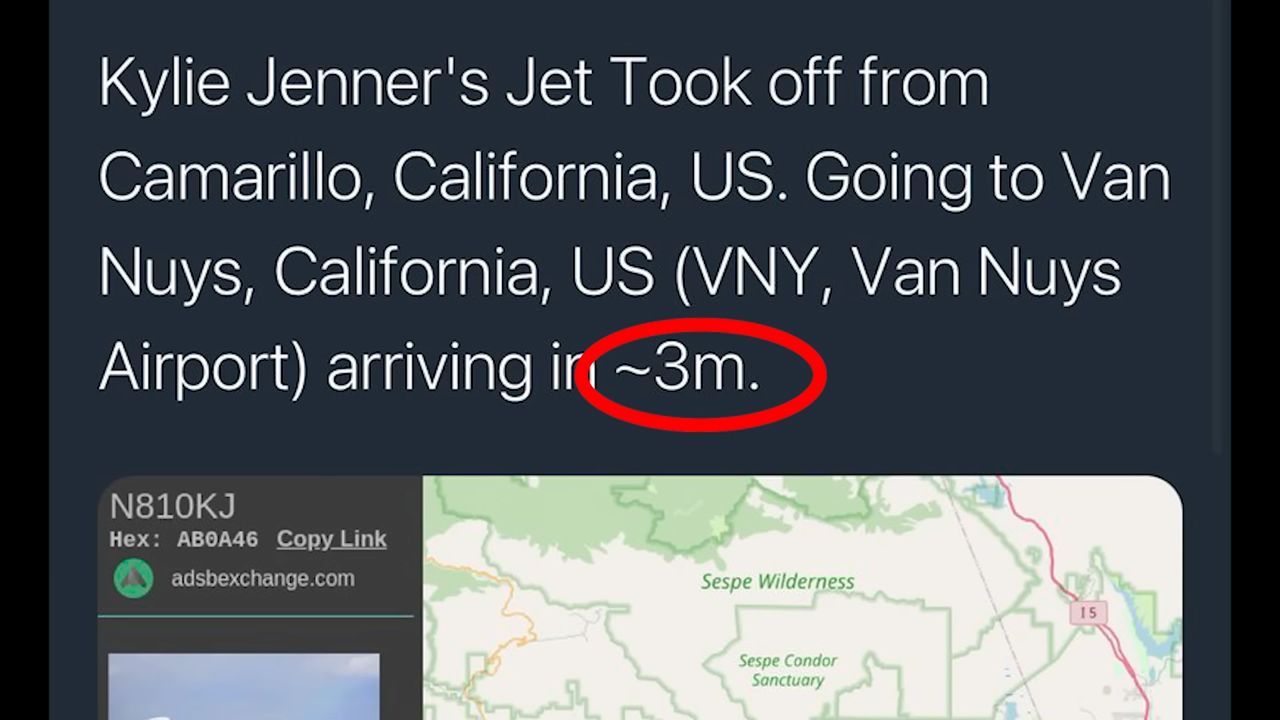 Kylie Jenner's Jet Took off from
Camarillo, California, US. Going to Van
Nuys, California, US (VNY, Van Nuys
Airport) arriving in ~3m.
N810KJ
Hex: AB0A46 Copy Link
adsbexchange.com
Sespe Wilderness
I 5
Sespe Condor
Sanctuary